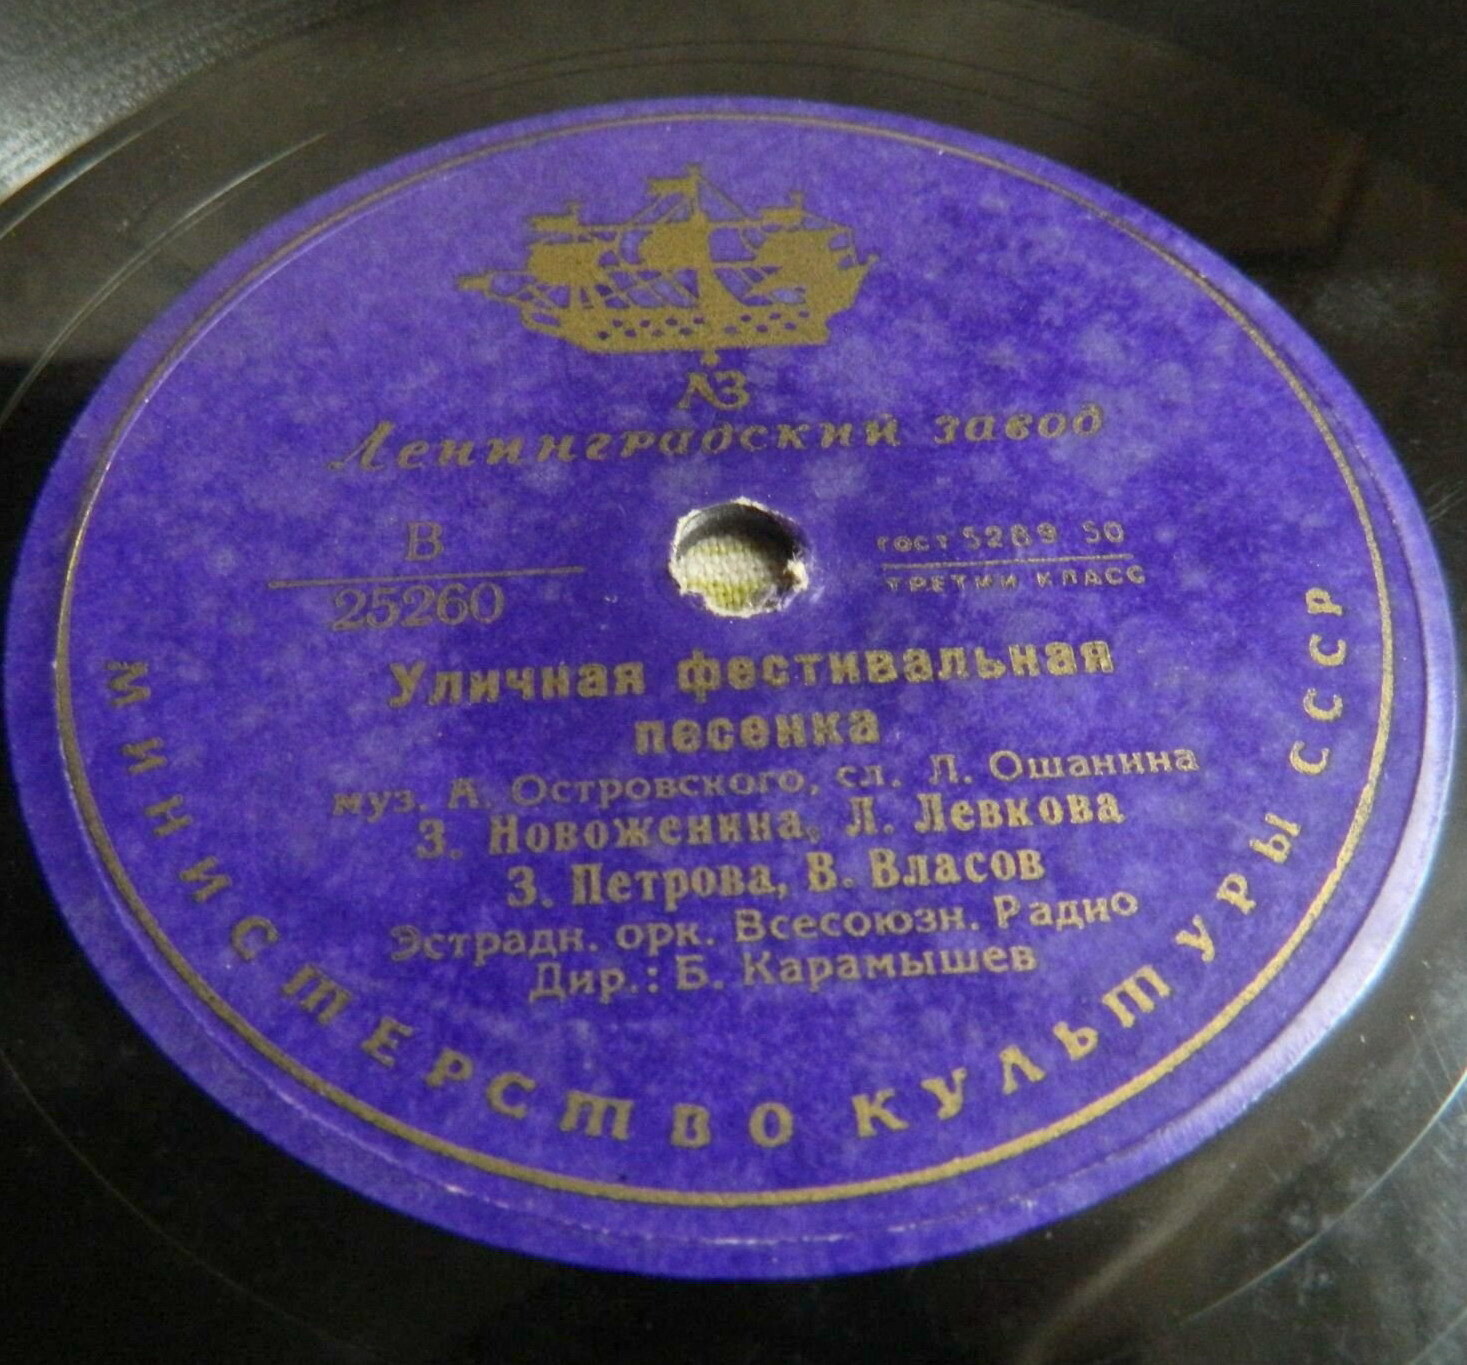 ЛЗ
Ленинградский завод
В
25260
ГОСТ 5289 50
ТРЕТИЙ КЛАСС
Уличная фестивальная
песенка
муз. А. Островского, сл. Л. Ошанина
З. Новоженина, Л. Левкова
З. Петрова, В. Власов
Эстрадн. орк. Всесоюзн. Радио
Дир.: Б. Карамышев
МИНИСТЕРСТВО КУЛЬТУРЫ СССР